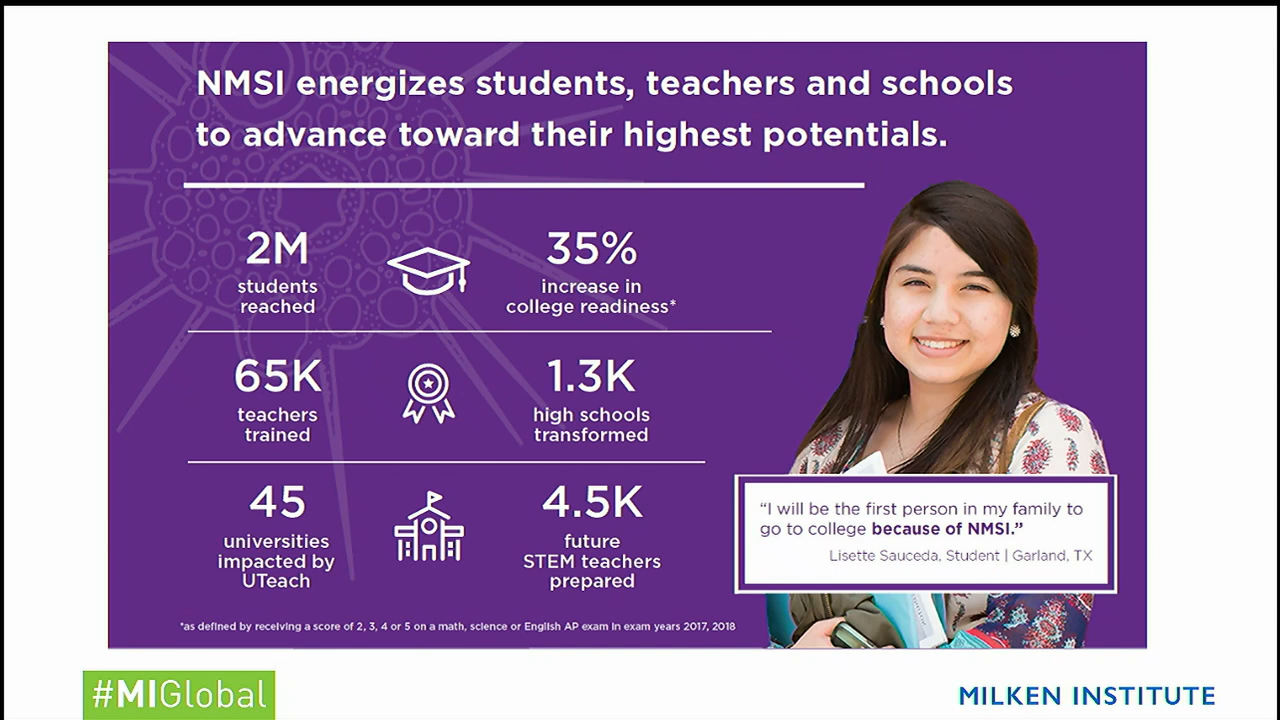 NMSI energizes students, teachers and schools
to advance toward their highest potentials.
2M
students
reached
35%
increase in
college readiness*
65K
teachers
trained
1.3K
high schools
transformed
45
universities
impacted by
UTeach
4.5K
future
STEM teachers
prepared
“I will be the first person in my family to
go to college because of NMSI.”
Lisette Sauceda, Student | Garland, TX
*as defined by receiving a score of 2, 3, 4 or 5 on a math, science or English AP exam in exam years 2017, 2018
#MIGlobal
MILKEN INSTITUTE